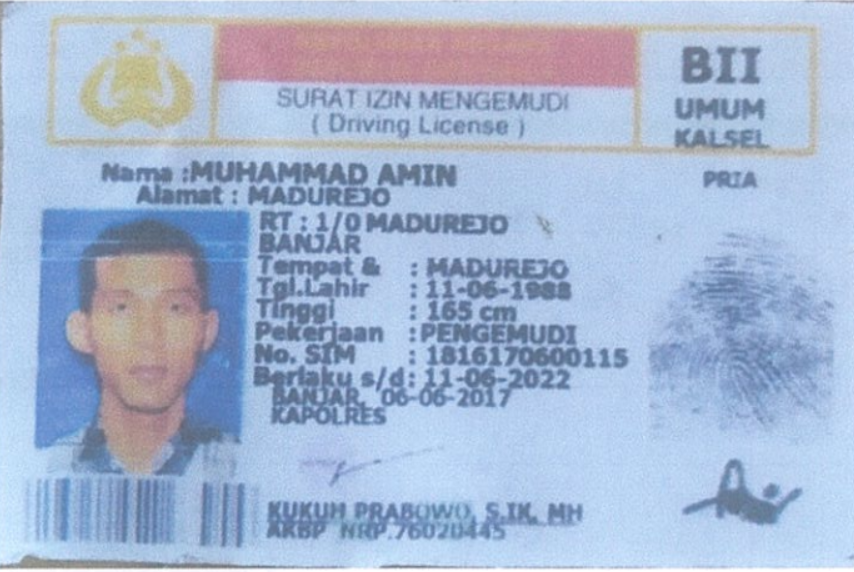 SURAT IZIN MENGEMUDI
( Driving License )
BII
UMUM
KALSEL
Nama : MUHAMMAD AMIN
PRIA
Alamat : MADUREJO
RT : 1/0 MADUREJO
BANJAR
Tempat & : MADUREJO
Tgl.Lahir : 11-06-1988
Tinggi : 165 cm
Pekerjaan : PENGEMUDI
No. SIM : 1816170600115
Berlaku s/d : 11-06-2022
BANJAR, 06-06-2017
KAPOLRES
KUKUH PRABOWO, S.IK, MH
AKBP NRP.76020445